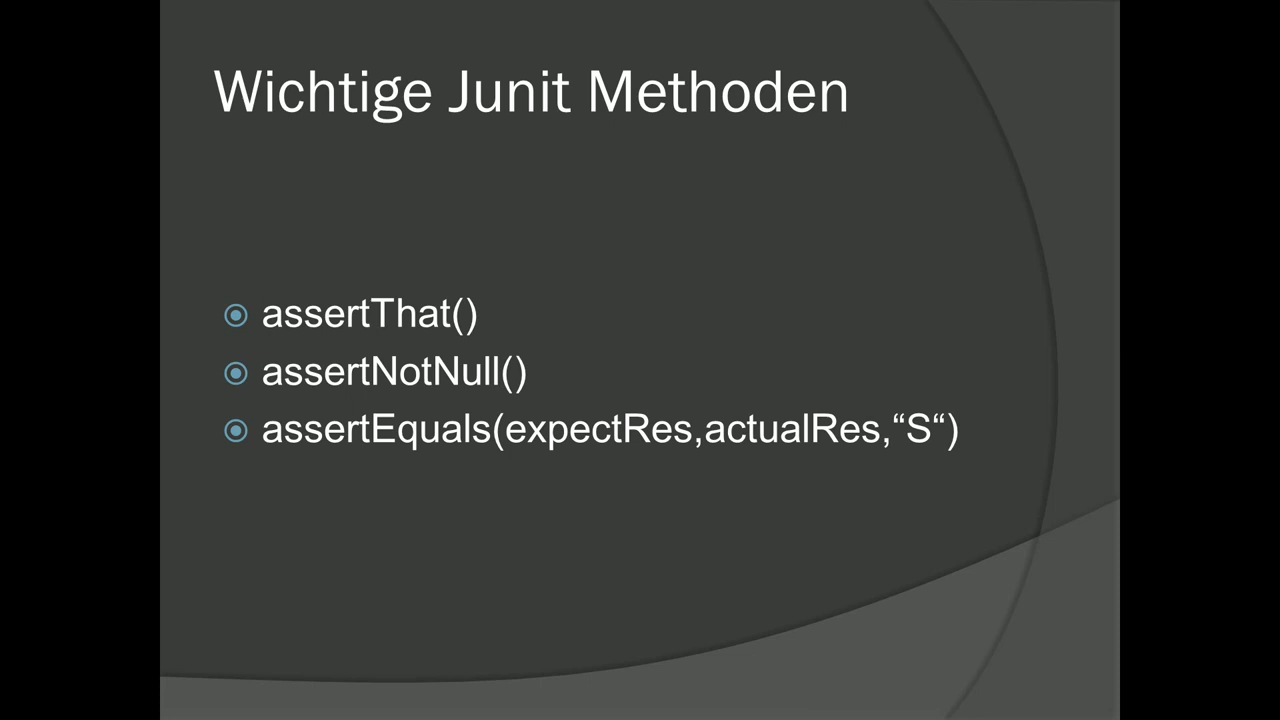 Wichtige Junit Methoden
assertThat()
assertNotNull()
assertEquals(expectRes,actualRes,“S“)